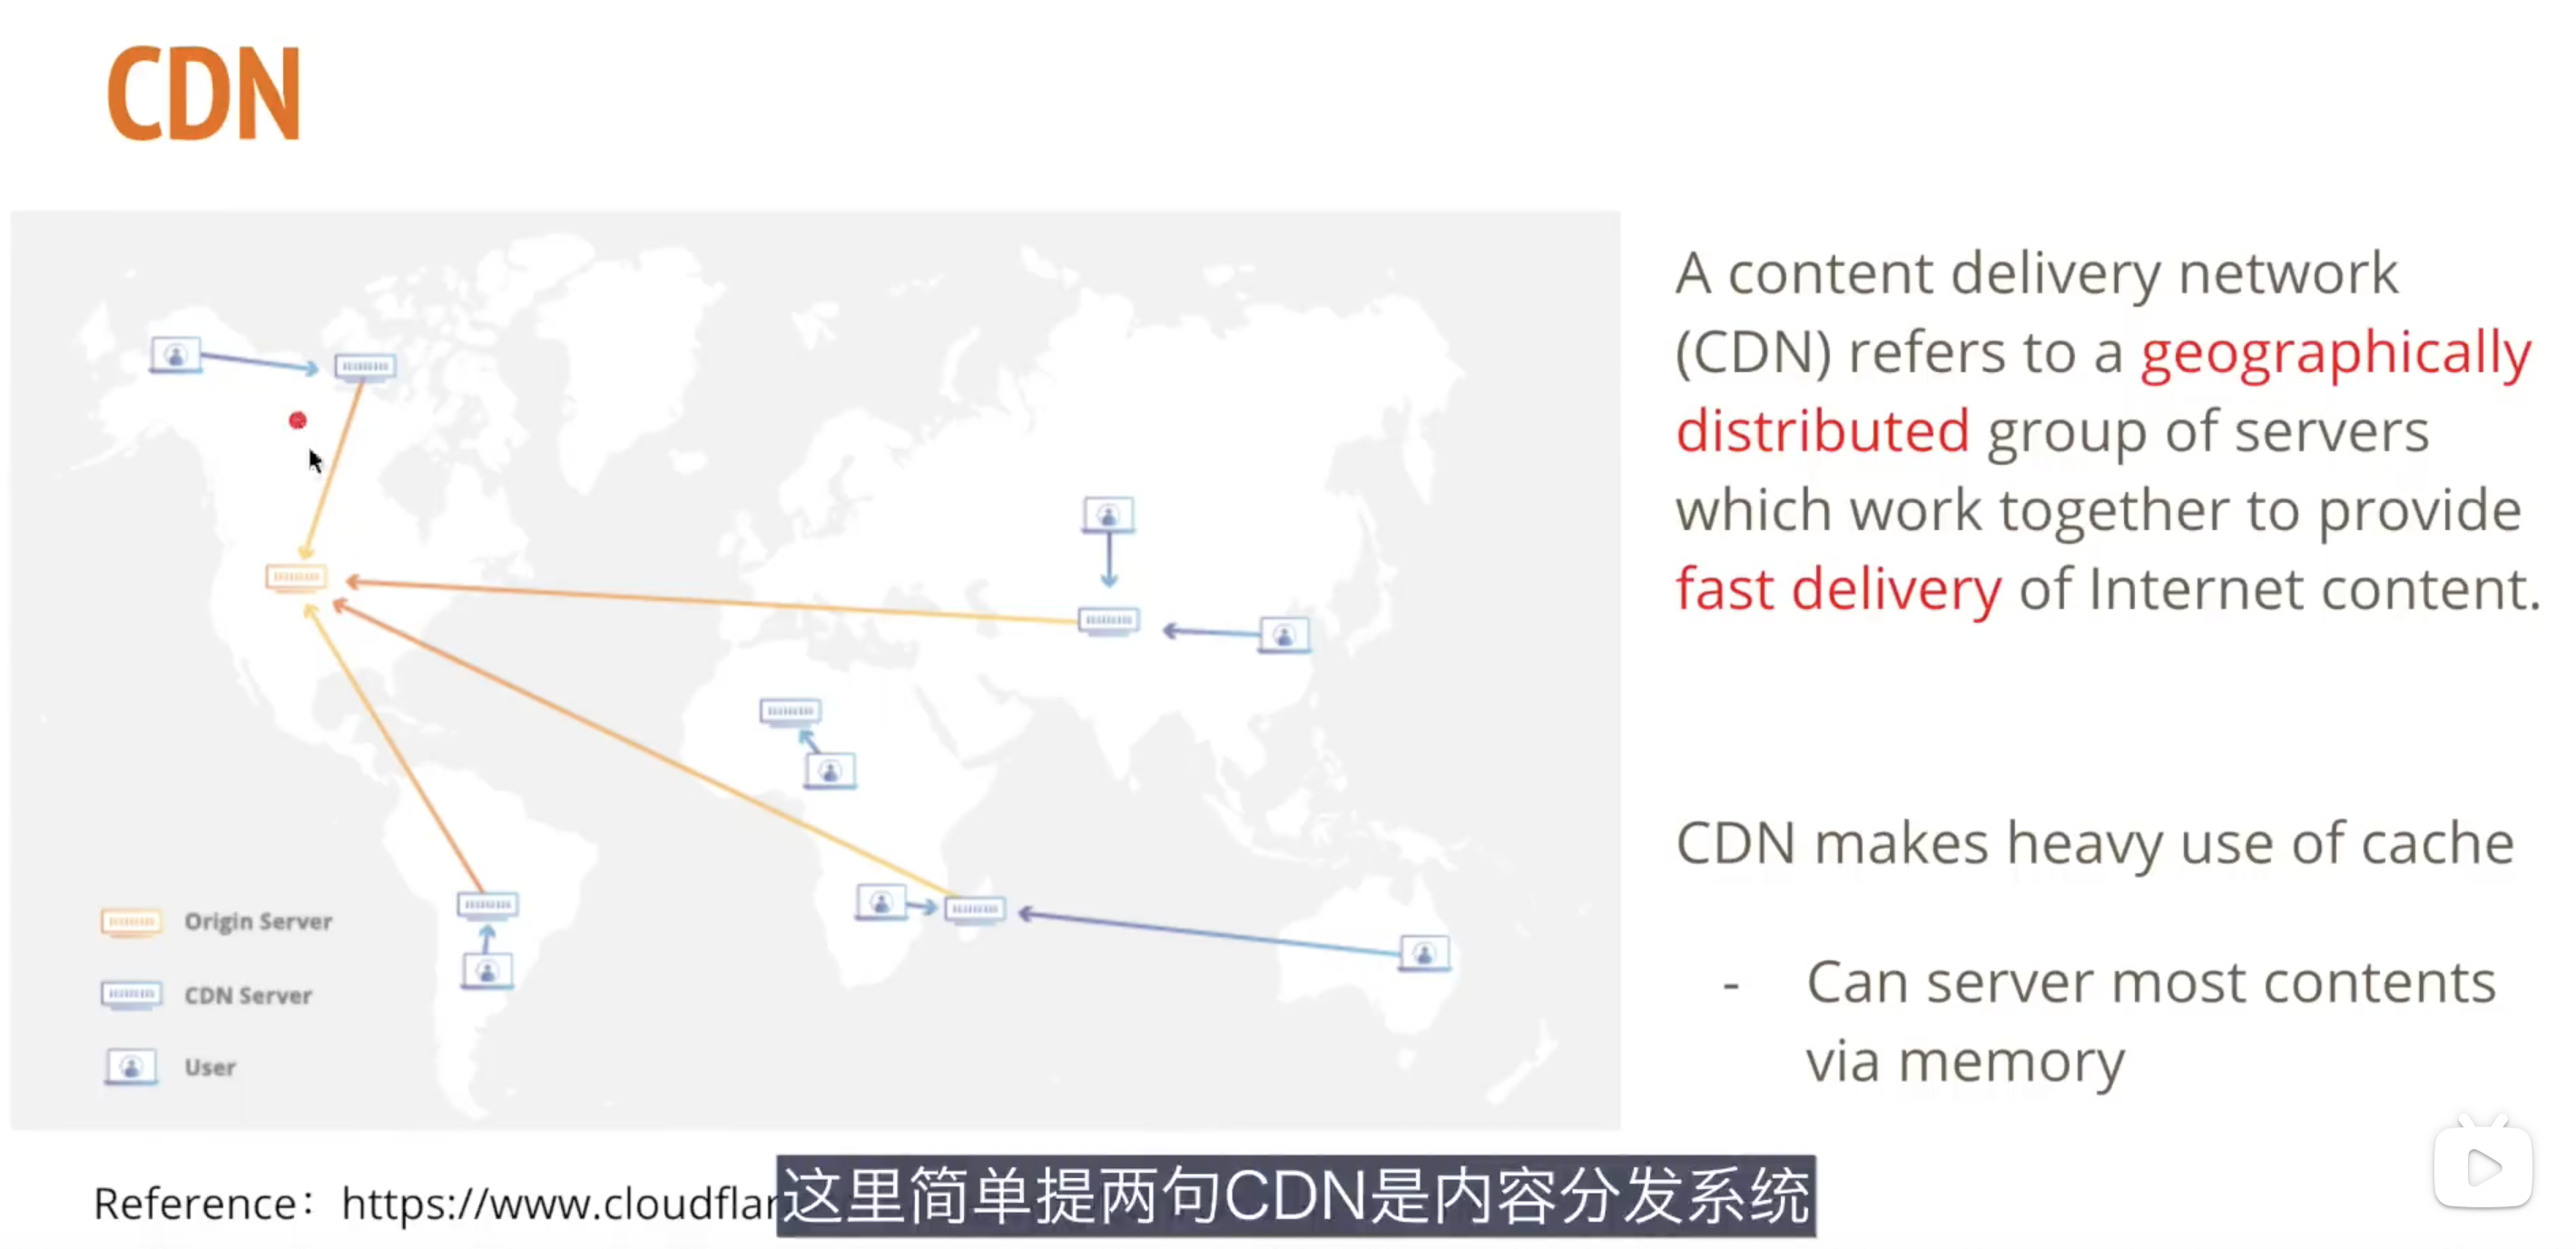 CDN
A content delivery network
(CDN) refers to a geographically
distributed group of servers
which work together to provide
fast delivery of Internet content.
CDN makes heavy use of cache
- Can server most contents
via memory
Origin Server
CDN Server
User
Reference： https://www.cloudflar
这里简单提两句CDN是内容分发系统